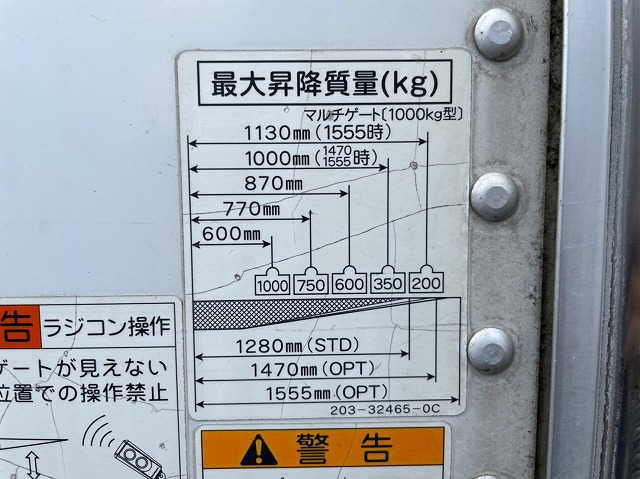 最大昇降質量(kg)
マルチゲート〔1000kg型〕
1130mm(1555時)
1000mm(1470 1555時)
870mm
770mm
600mm
1000 750 600 350 200
1280mm(STD)
1470mm(OPT)
1555mm(OPT)
203-32465-0C
告 ラジコン操作
ゲートが見えない
位置での操作禁止
警告